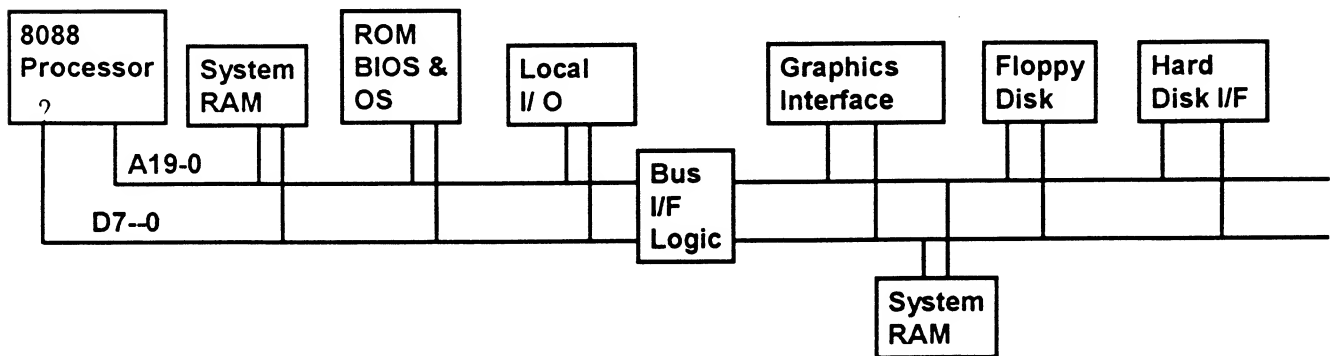 8088
Processor
?
System
RAM
ROM
BIOS &
OS
Local
I/ O
Graphics
Interface
Floppy
Disk
Hard
Disk I/F
A19-0
D7--0
Bus
I/F
Logic
System
RAM